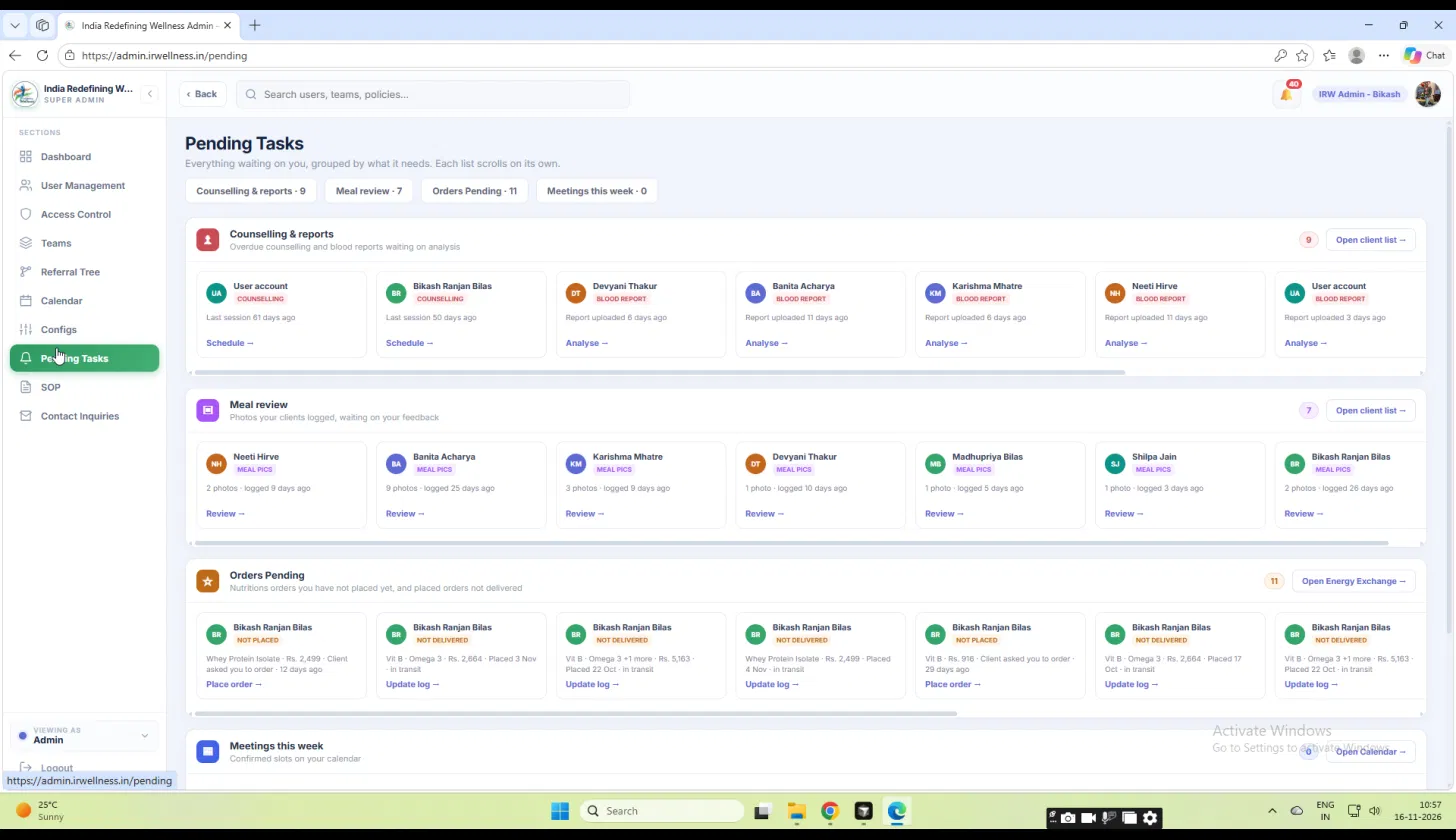 India Redefining Wellness Admin -
https://admin.irwellness.in/pending
Chat
India Redefining W...
SUPER ADMIN
Back
Search users, teams, policies...
40
IRW Admin - Bikash
SECTIONS
Dashboard
User Management
Access Control
Teams
Referral Tree
Calendar
Configs
Pending Tasks
SOP
Contact Inquiries
VIEWING AS
Admin
Logout
https://admin.irwellness.in/pending
Pending Tasks
Everything waiting on you, grouped by what it needs. Each list scrolls on its own.
Counselling & reports · 9
Meal review · 7
Orders Pending · 11
Meetings this week · 0
Counselling & reports
Overdue counselling and blood reports waiting on analysis
9
Open client list →
UA
User account
COUNSELLING
Last session 61 days ago
Schedule →
BR
Bikash Ranjan Bilas
COUNSELLING
Last session 50 days ago
Schedule →
DT
Devyani Thakur
BLOOD REPORT
Report uploaded 6 days ago
Analyse →
BA
Banita Acharya
BLOOD REPORT
Report uploaded 11 days ago
Analyse →
KM
Karishma Mhatre
BLOOD REPORT
Report uploaded 6 days ago
Analyse →
NH
Neeti Hirve
BLOOD REPORT
Report uploaded 11 days ago
Analyse →
UA
User account
BLOOD REPORT
Report uploaded 3 days ago
Analyse →
Meal review
Photos your clients logged, waiting on your feedback
7
Open client list →
NH
Neeti Hirve
MEAL PICS
2 photos · logged 9 days ago
Review →
BA
Banita Acharya
MEAL PICS
9 photos · logged 25 days ago
Review →
KM
Karishma Mhatre
MEAL PICS
3 photos · logged 9 days ago
Review →
DT
Devyani Thakur
MEAL PICS
1 photo · logged 10 days ago
Review →
MB
Madhupriya Bilas
MEAL PICS
1 photo · logged 5 days ago
Review →
SJ
Shilpa Jain
MEAL PICS
1 photo · logged 3 days ago
Review →
BR
Bikash Ranjan Bilas
MEAL PICS
2 photos · logged 26 days ago
Review →
Orders Pending
Nutritions orders you have not placed yet, and placed orders not delivered
11
Open Energy Exchange →
BR
Bikash Ranjan Bilas
NOT PLACED
Whey Protein Isolate · Rs. 2,499 · Client
asked you to order · 12 days ago
Place order →
BR
Bikash Ranjan Bilas
NOT DELIVERED
Vit B · Omega 3 · Rs. 2,664 · Placed 3 Nov
· in transit
Update log →
BR
Bikash Ranjan Bilas
NOT DELIVERED
Vit B · Omega 3 +1 more · Rs. 5,163 ·
Placed 22 Oct · in transit
Update log →
BR
Bikash Ranjan Bilas
NOT DELIVERED
Whey Protein Isolate · Rs. 2,499 · Placed
4 Nov · in transit
Update log →
BR
Bikash Ranjan Bilas
NOT PLACED
Vit B · Rs. 916 · Client asked you to order ·
29 days ago
Place order →
BR
Bikash Ranjan Bilas
NOT DELIVERED
Vit B · Omega 3 · Rs. 2,664 · Placed 17
Oct · in transit
Update log →
BR
Bikash Ranjan Bilas
NOT DELIVERED
Vit B · Omega 3 +1 more · Rs. 5,163 ·
Placed 22 Oct · in transit
Update log →
Meetings this week
Confirmed slots on your calendar
0
Open Calendar →
Activate Windows
Go to Settings to activate Windows.
25°C
Sunny
Search
ENG
IN
10:57
16-11-2026